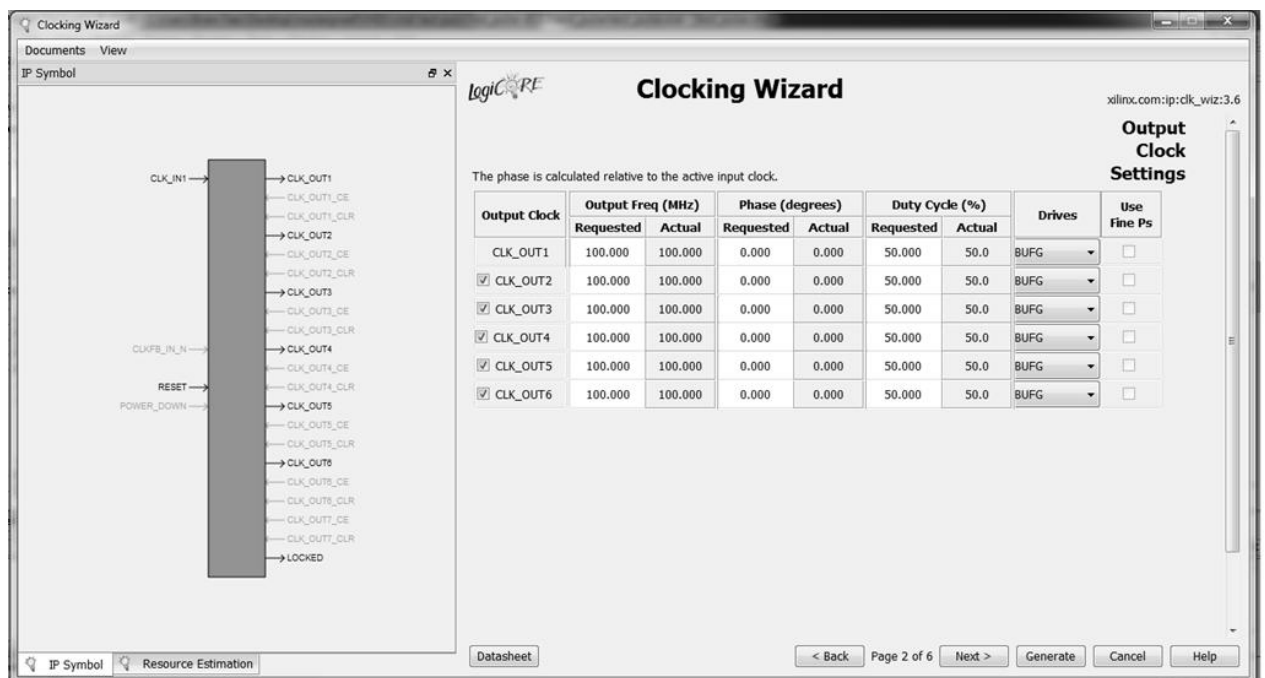 Clocking Wizard
Documents View
IP Symbol
CLK_IN1
CLKFB_IN_N
RESET
POWER_DOWN
CLK_OUT1
CLK_OUT1_CE
CLK_OUT1_CLR
CLK_OUT2
CLK_OUT2_CE
CLK_OUT2_CLR
CLK_OUT3
CLK_OUT3_CE
CLK_OUT3_CLR
CLK_OUT4
CLK_OUT4_CE
CLK_OUT4_CLR
CLK_OUT5
CLK_OUT5_CE
CLK_OUT5_CLR
CLK_OUT6
CLK_OUT6_CE
CLK_OUT6_CLR
CLK_OUT7_CE
CLK_OUT7_CLR
LOCKED
IP Symbol Resource Estimation
LogiCORE Clocking Wizard
xilinx.com:ip:clk_wiz:3.6
Output
Clock
Settings
The phase is calculated relative to the active input clock.
Output Clock Output Freq (MHz) Phase (degrees) Duty Cycle (%) Drives Use
Fine Ps
Requested Actual Requested Actual Requested Actual
CLK_OUT1 100.000 100.000 0.000 0.000 50.000 50.0 BUFG
CLK_OUT2 100.000 100.000 0.000 0.000 50.000 50.0 BUFG
CLK_OUT3 100.000 100.000 0.000 0.000 50.000 50.0 BUFG
CLK_OUT4 100.000 100.000 0.000 0.000 50.000 50.0 BUFG
CLK_OUT5 100.000 100.000 0.000 0.000 50.000 50.0 BUFG
CLK_OUT6 100.000 100.000 0.000 0.000 50.000 50.0 BUFG
Datasheet < Back Page 2 of 6 Next > Generate Cancel Help